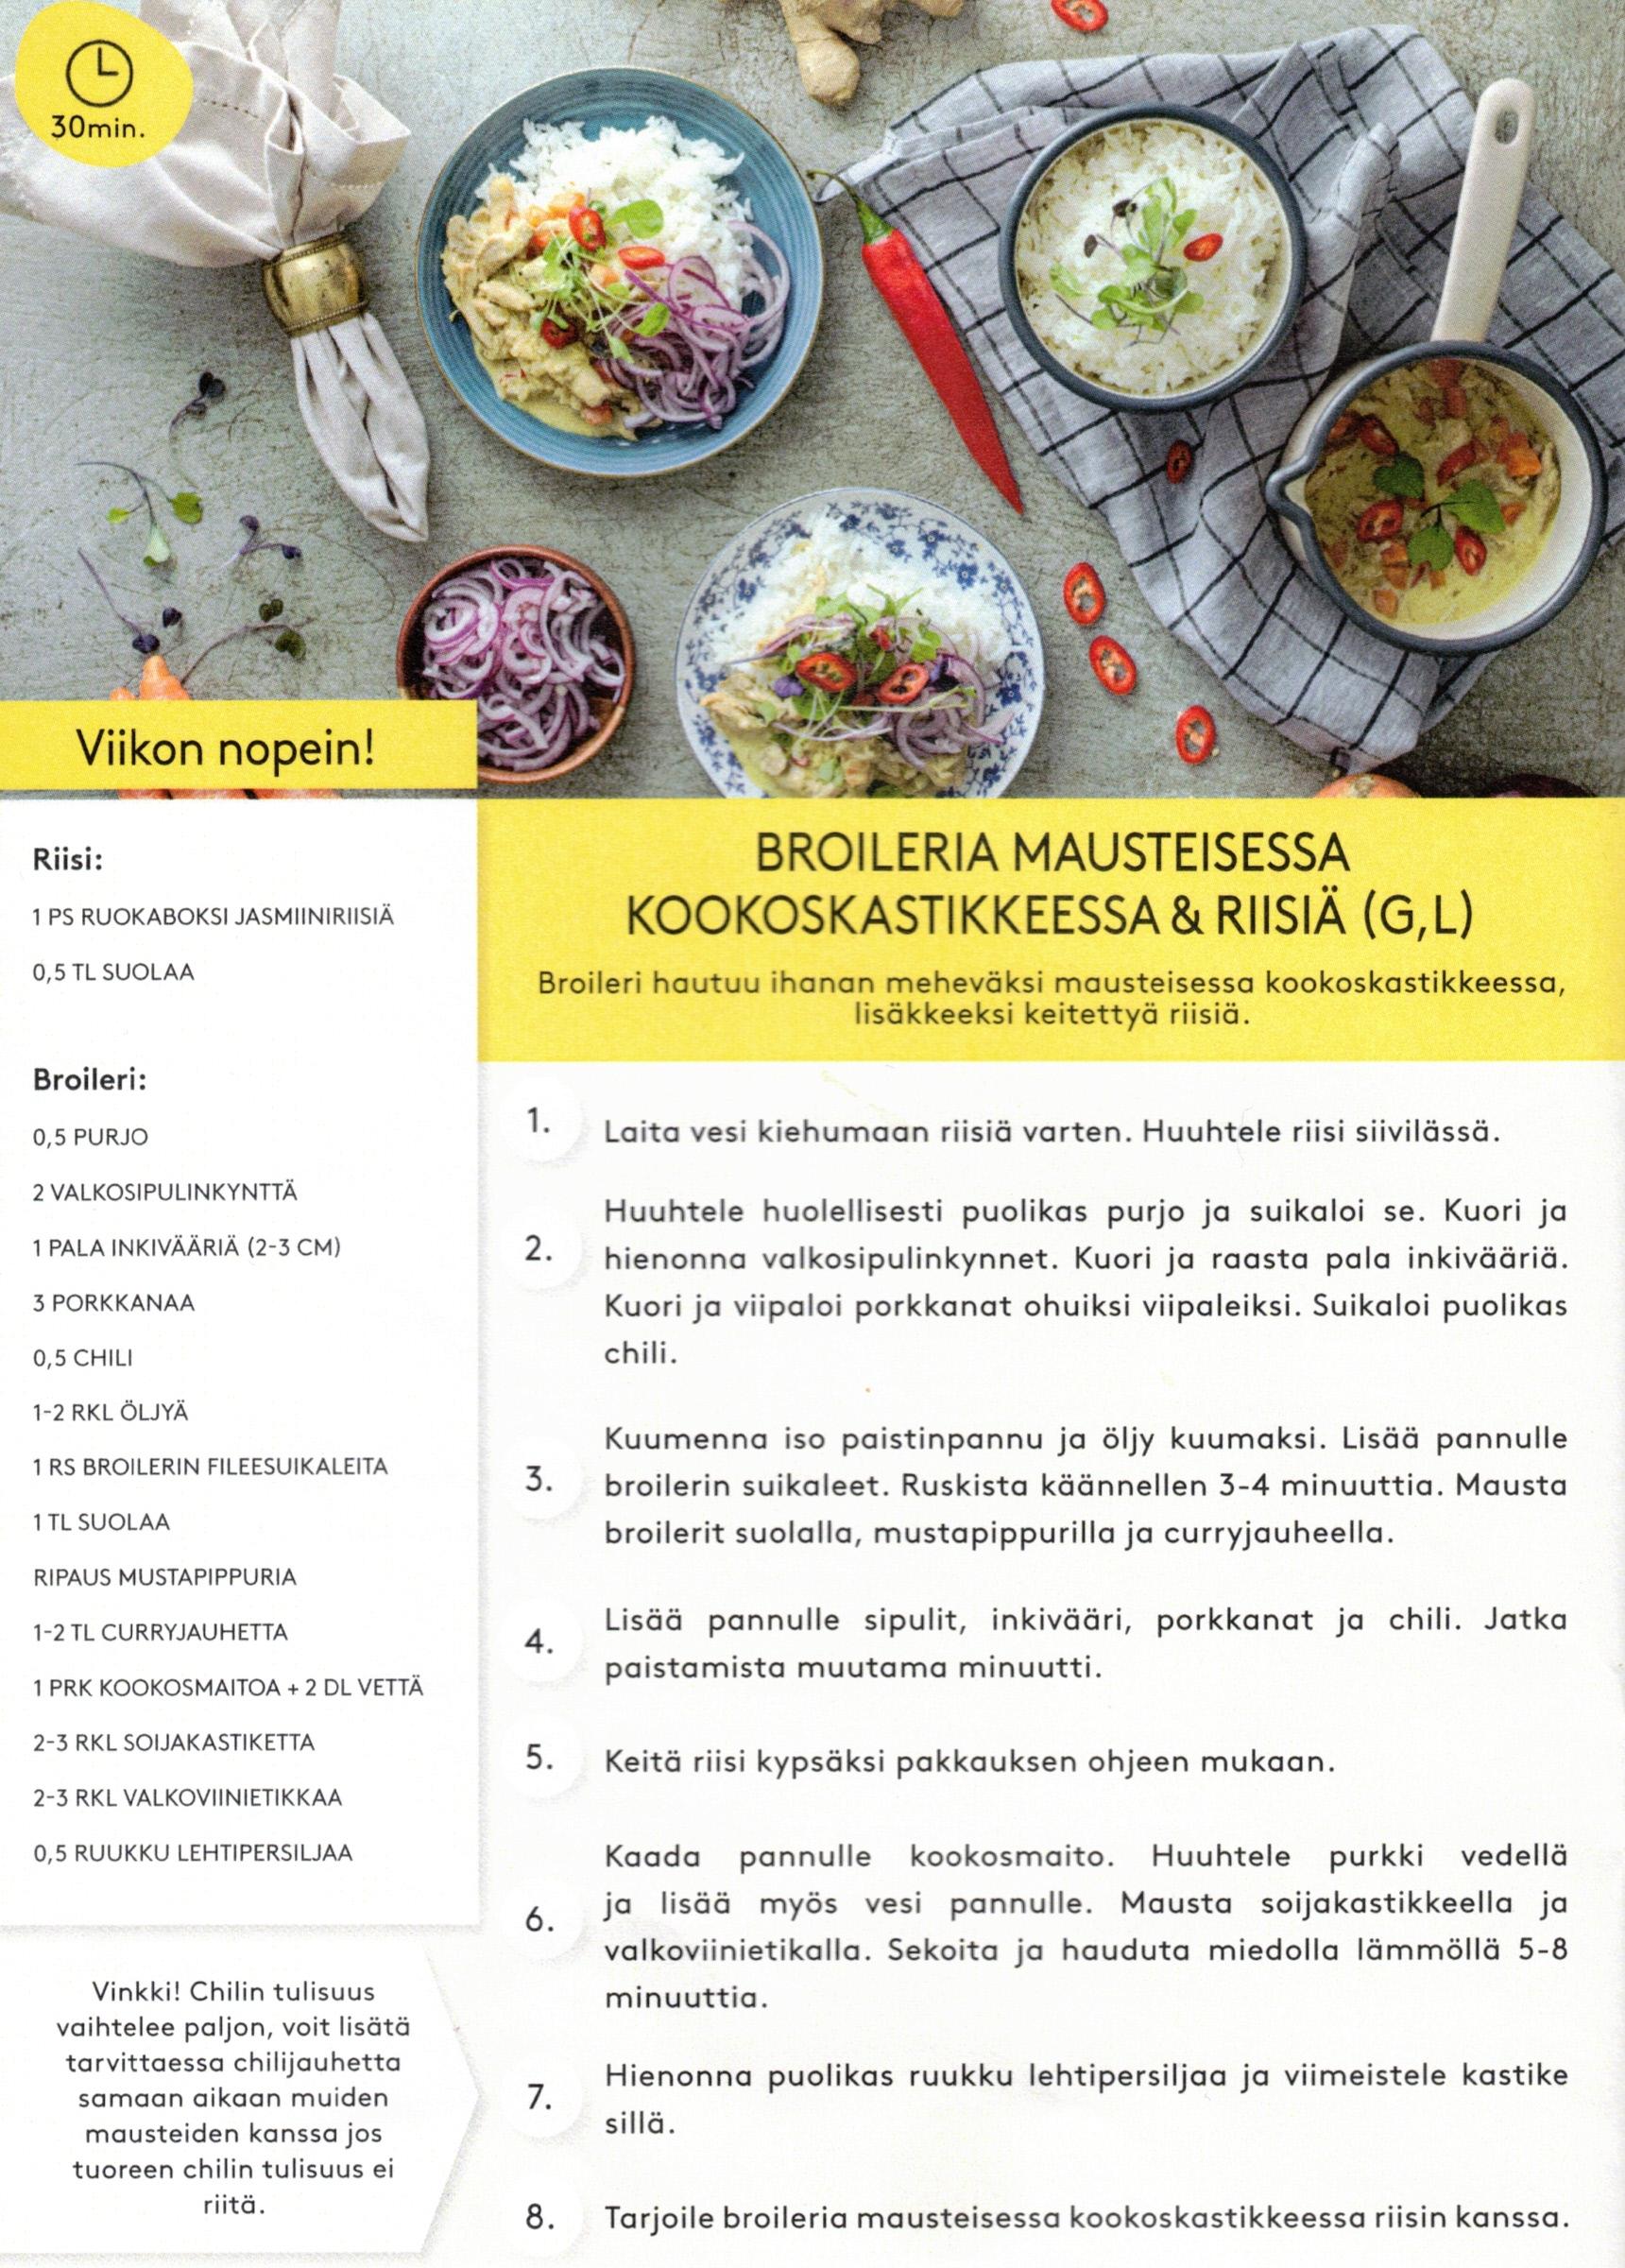 30min.
Viikon nopein!
Riisi:
1 PS RUOKABOKSI JASMIINIRIISIÄ
0,5 TL SUOLAA
Broileri:
0,5 PURJO
2 VALKOSIPULINKYNTTÄ
1 PALA INKIVÄÄRIÄ (2-3 CM)
3 PORKKANAA
0,5 CHILI
1-2 RKL ÖLJYÄ
1 RS BROILERIN FILEESUIKALEITA
1 TL SUOLAA
RIPAUS MUSTAPIPPURIA
1-2 TL CURRYJAUHETTA
1 PRK KOOKOSMAITOA + 2 DL VETTÄ
2-3 RKL SOIJAKASTIKETTA
2-3 RKL VALKOVIINIETIKKAA
0,5 RUUKKU LEHTIPERSILJAA
Vinkki! Chilin tulisuus
vaihtelee paljon, voit lisätä
tarvittaessa chilijauhetta
samaan aikaan muiden
mausteiden kanssa jos
tuoreen chilin tulisuus ei
riitä.
BROILERIA MAUSTEISESSA
KOOKOSKASTIKKEESSA & RIISIÄ (G,L)
Broileri hautuu ihanan meheväksi mausteisessa kookoskastikkeessa,
lisäkkeeksi keitettyä riisiä.
1. Laita vesi kiehumaan riisiä varten. Huuhtele riisi siivilässä.
2. Huuhtele huolellisesti puolikas purjo ja suikaloi se. Kuori ja
hienonna valkosipulinkynnet. Kuori ja raasta pala inkivääriä.
Kuori ja viipaloi porkkanat ohuiksi viipaleiksi. Suikaloi puolikas
chili.
3. Kuumenna iso paistinpannu ja öljy kuumaksi. Lisää pannulle
broilerin suikaleet. Ruskista käännellen 3-4 minuuttia. Mausta
broilerit suolalla, mustapippurilla ja curryjauheella.
4. Lisää pannulle sipulit, inkivääri, porkkanat ja chili. Jatka
paistamista muutama minuutti.
5. Keitä riisi kypsäksi pakkauksen ohjeen mukaan.
6. Kaada pannulle kookosmaito. Huuhtele purkki vedellä
ja lisää myös vesi pannulle. Mausta soijakastikkeella ja
valkoviinietikalla. Sekoita ja hauduta miedolla lämmöllä 5-8
minuuttia.
7. Hienonna puolikas ruukku lehtipersiljaa ja viimeistele kastike
sillä.
8. Tarjoile broileria mausteisessa kookoskastikkeessa riisin kanssa.